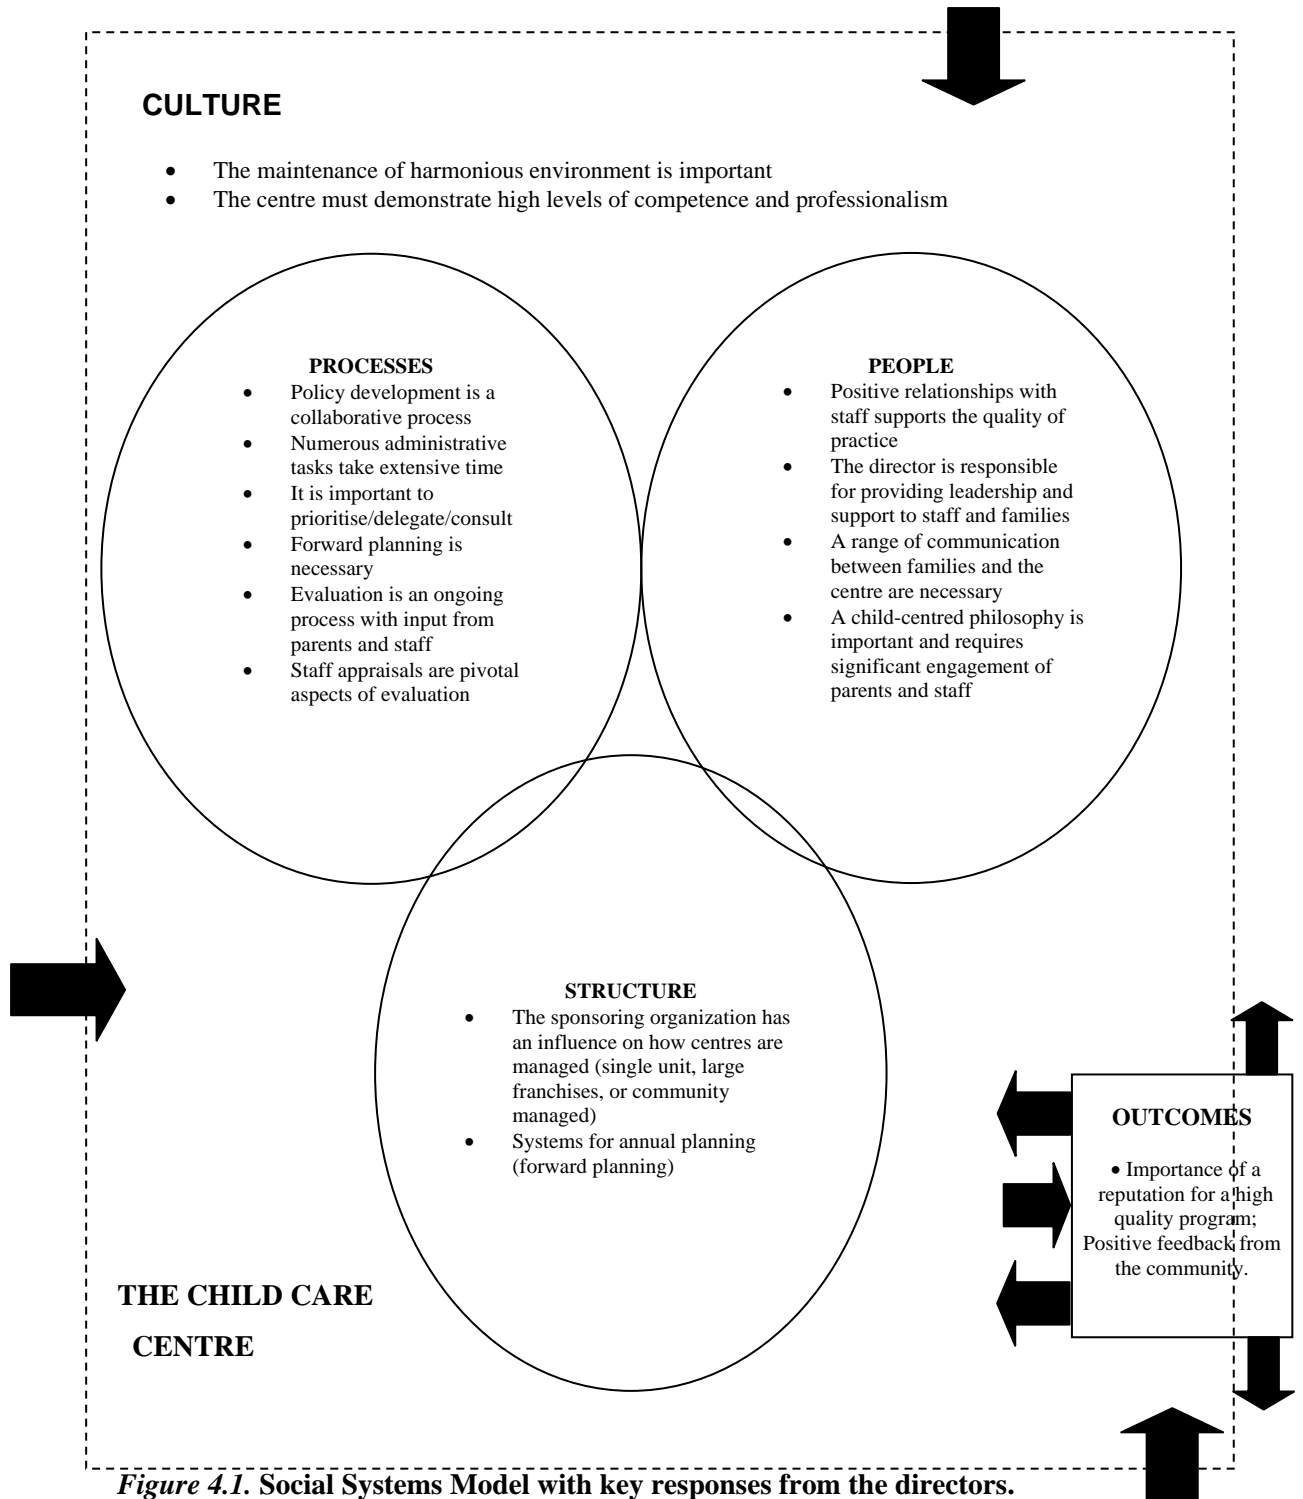 CULTURE
• The maintenance of harmonious environment is important
• The centre must demonstrate high levels of competence and professionalism
PROCESSES
• Policy development is a
collaborative process
• Numerous administrative
tasks take extensive time
• It is important to
prioritise/delegate/consult
• Forward planning is
necessary
• Evaluation is an ongoing
process with input from
parents and staff
• Staff appraisals are pivotal
aspects of evaluation
PEOPLE
• Positive relationships with
staff supports the quality of
practice
• The director is responsible
for providing leadership and
support to staff and families
• A range of communication
between families and the
centre are necessary
• A child-centred philosophy is
important and requires
significant engagement of
parents and staff
STRUCTURE
• The sponsoring organization has
an influence on how centres are
managed (single unit, large
franchises, or community
managed)
• Systems for annual planning
(forward planning)
OUTCOMES
• Importance of a
reputation for a high
quality program;
Positive feedback from
the community.
THE CHILD CARE
CENTRE
Figure 4.1. Social Systems Model with key responses from the directors.